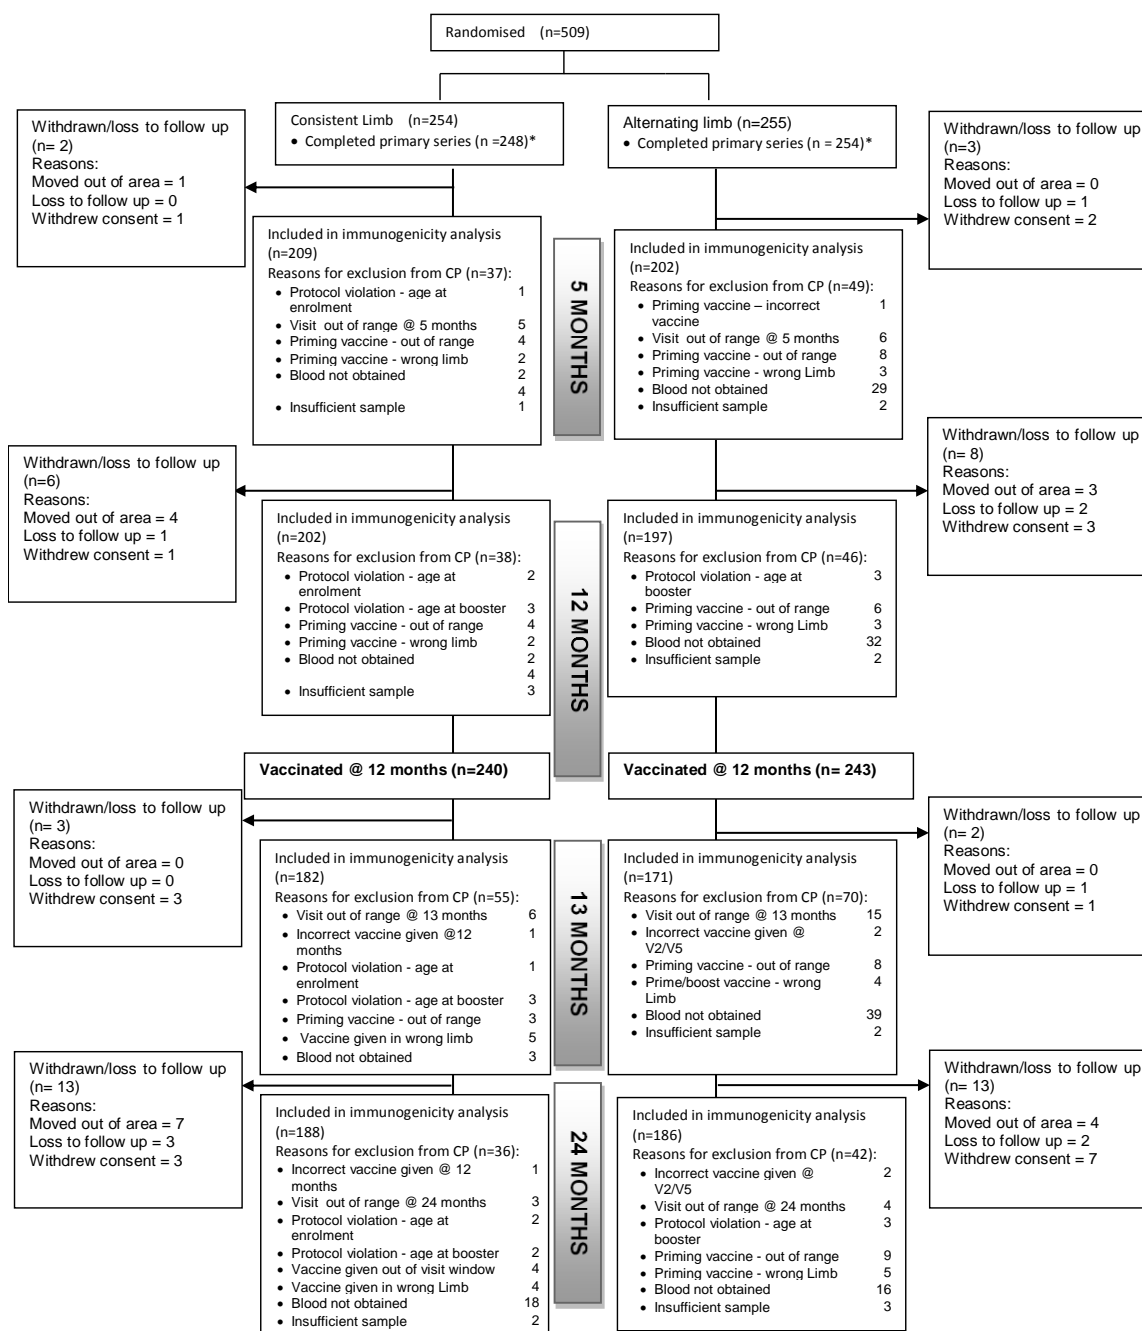 Randomised (n=509)
Consistent Limb (n=254)
• Completed primary series (n =248)*
Alternating limb (n=255)
• Completed primary series (n = 254)*
Withdrawn/loss to follow up
(n= 2)
Reasons:
Moved out of area = 1
Loss to follow up = 0
Withdrew consent = 1
Withdrawn/loss to follow up
(n=3)
Reasons:
Moved out of area = 0
Loss to follow up = 1
Withdrew consent = 2
Included in immunogenicity analysis
(n=209)
Reasons for exclusion from CP (n=37):
• Protocol violation - age at 1
enrolment
• Visit out of range @ 5 months 5
• Priming vaccine - out of range 4
• Priming vaccine - wrong limb 2
• Blood not obtained 2
4
• Insufficient sample 1
5 MONTHS
Included in immunogenicity analysis
(n=202)
Reasons for exclusion from CP (n=49):
• Priming vaccine – incorrect 1
vaccine
• Visit out of range @ 5 months 6
• Priming vaccine - out of range 8
• Priming vaccine - wrong Limb 3
• Blood not obtained 29
• Insufficient sample 2
Withdrawn/loss to follow up
(n=6)
Reasons:
Moved out of area = 4
Loss to follow up = 1
Withdrew consent = 1
Withdrawn/loss to follow up
(n= 8)
Reasons:
Moved out of area = 3
Loss to follow up = 2
Withdrew consent = 3
Included in immunogenicity analysis
(n=202)
Reasons for exclusion from CP (n=38):
• Protocol violation - age at 2
enrolment
• Protocol violation - age at booster 3
• Priming vaccine - out of range 4
• Priming vaccine - wrong limb 2
• Blood not obtained 2
4
• Insufficient sample 3
12 MONTHS
Included in immunogenicity analysis
(n=197)
Reasons for exclusion from CP (n=46):
• Protocol violation - age at 3
booster
• Priming vaccine - out of range 6
• Priming vaccine - wrong Limb 3
• Blood not obtained 32
• Insufficient sample 2
Vaccinated @ 12 months (n=240)
Vaccinated @ 12 months (n= 243)
Withdrawn/loss to follow up
(n= 3)
Reasons:
Moved out of area = 0
Loss to follow up = 0
Withdrew consent = 3
Withdrawn/loss to follow up
(n= 2)
Reasons:
Moved out of area = 0
Loss to follow up = 1
Withdrew consent = 1
Included in immunogenicity analysis
(n=182)
Reasons for exclusion from CP (n=55):
• Visit out of range @ 13 months 6
• Incorrect vaccine given @12 1
months
• Protocol violation - age at 1
enrolment
• Protocol violation - age at booster 3
• Priming vaccine - out of range 3
• Vaccine given in wrong limb 5
• Blood not obtained 3
13 MONTHS
Included in immunogenicity analysis
(n=171)
Reasons for exclusion from CP (n=70):
• Visit out of range @ 13 months 15
• Incorrect vaccine given @ 2
V2/V5
• Priming vaccine - out of range 8
• Prime/boost vaccine - wrong 4
Limb
• Blood not obtained 39
• Insufficient sample 2
Withdrawn/loss to follow up
(n= 13)
Reasons:
Moved out of area = 7
Loss to follow up = 3
Withdrew consent = 3
Withdrawn/loss to follow up
(n= 13)
Reasons:
Moved out of area = 4
Loss to follow up = 2
Withdrew consent = 7
Included in immunogenicity analysis
(n=188)
Reasons for exclusion from CP (n=36):
• Incorrect vaccine given @ 12 1
months
• Visit out of range @ 24 months 3
• Protocol violation - age at 2
enrolment
• Protocol violation - age at booster 2
• Vaccine given out of visit window 4
• Vaccine given in wrong Limb 4
• Blood not obtained 18
• Insufficient sample 2
24 MONTHS
Included in immunogenicity analysis
(n=186)
Reasons for exclusion from CP (n=42):
• Incorrect vaccine given @ 2
V2/V5
• Visit out of range @ 24 months 4
• Protocol violation - age at 3
booster
• Priming vaccine - out of range 9
• Priming vaccine - wrong Limb 5
• Blood not obtained 16
• Insufficient sample 3